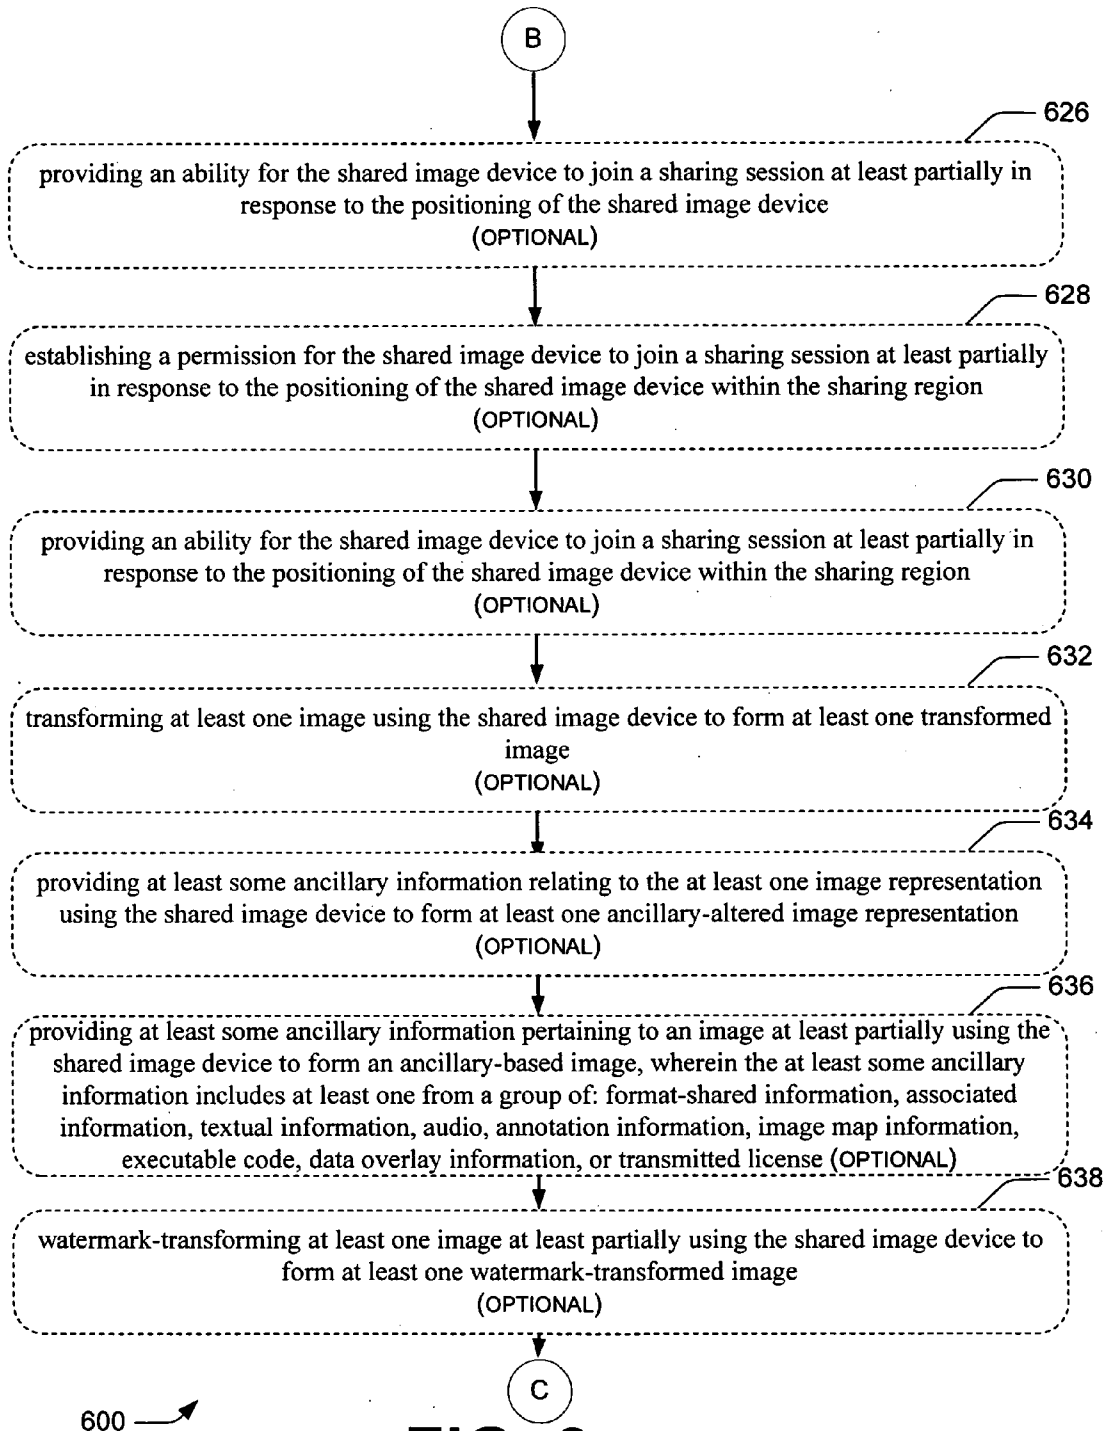 B
626
providing an ability for the shared image device to join a sharing session at least partially in
response to the positioning of the shared image device
(OPTIONAL)
628
establishing a permission for the shared image device to join a sharing session at least partially
in response to the positioning of the shared image device within the sharing region
(OPTIONAL)
630
providing an ability for the shared image device to join a sharing session at least partially in
response to the positioning of the shared image device within the sharing region
(OPTIONAL)
632
transforming at least one image using the shared image device to form at least one transformed
image
(OPTIONAL)
634
providing at least some ancillary information relating to the at least one image representation
using the shared image device to form at least one ancillary-altered image representation
(OPTIONAL)
636
providing at least some ancillary information pertaining to an image at least partially using the
shared image device to form an ancillary-based image, wherein the at least some ancillary
information includes at least one from a group of: format-shared information, associated
information, textual information, audio, annotation information, image map information,
executable code, data overlay information, or transmitted license (OPTIONAL)
638
watermark-transforming at least one image at least partially using the shared image device to
form at least one watermark-transformed image
(OPTIONAL)
C
600